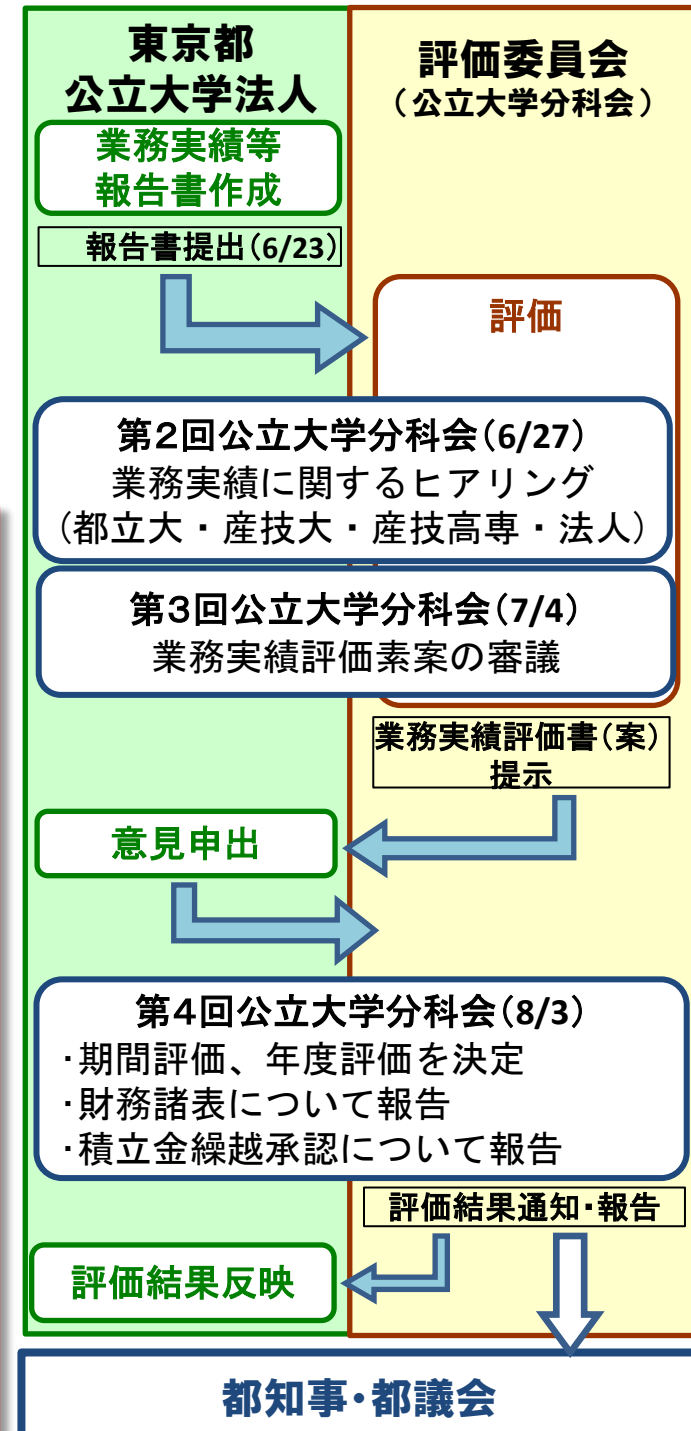 東京都
公立大学法人
評価委員会
（公立大学分科会）
業務実績等
報告書作成
報告書提出（6/23）
評価
第２回公立大学分科会（6/27）
業務実績に関するヒアリング
（都立大・産技大・産技高専・法人）
第３回公立大学分科会（7/4）
業務実績評価素案の審議
業務実績評価書（案）
提示
意見申出
第４回公立大学分科会（8/3）
・期間評価、年度評価を決定
・財務諸表について報告
・積立金繰越承認について報告
評価結果通知・報告
評価結果反映
都知事・都議会